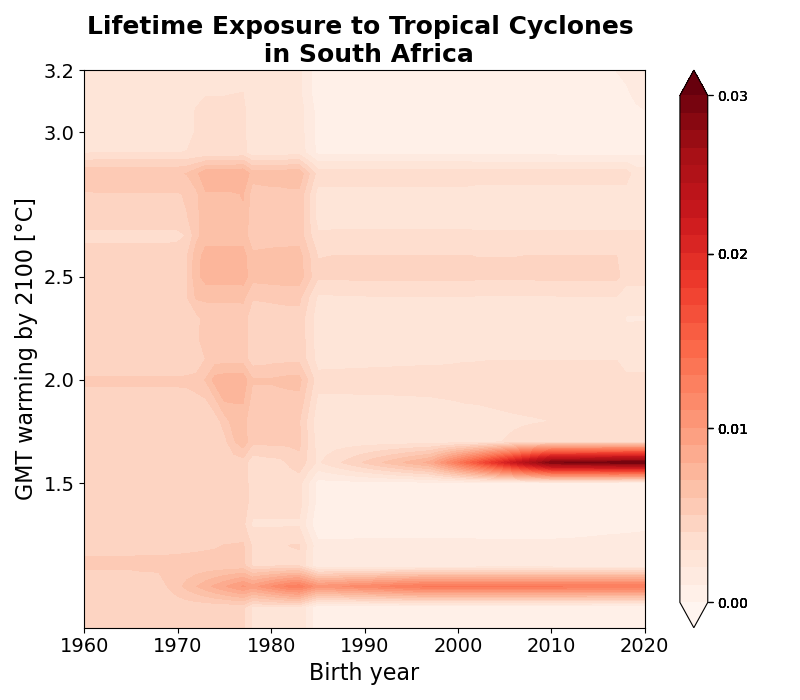 Lifetime Exposure to Tropical Cyclones
in South Africa
3.2
3.0
2.5
2.0
1.5
GMT warming by 2100 [°C]
1960 1970 1980 1990 2000 2010 2020
Birth year
0.03
0.02
0.01
0.00